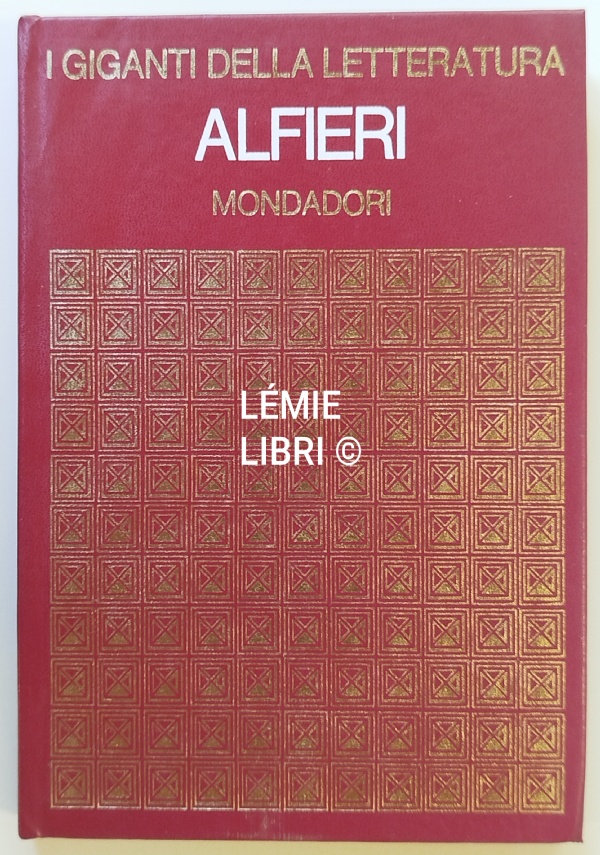 I GIGANTI DELLA LETTERATURA
ALFIERI
MONDADORI
LÉMIE
LIBRI ©